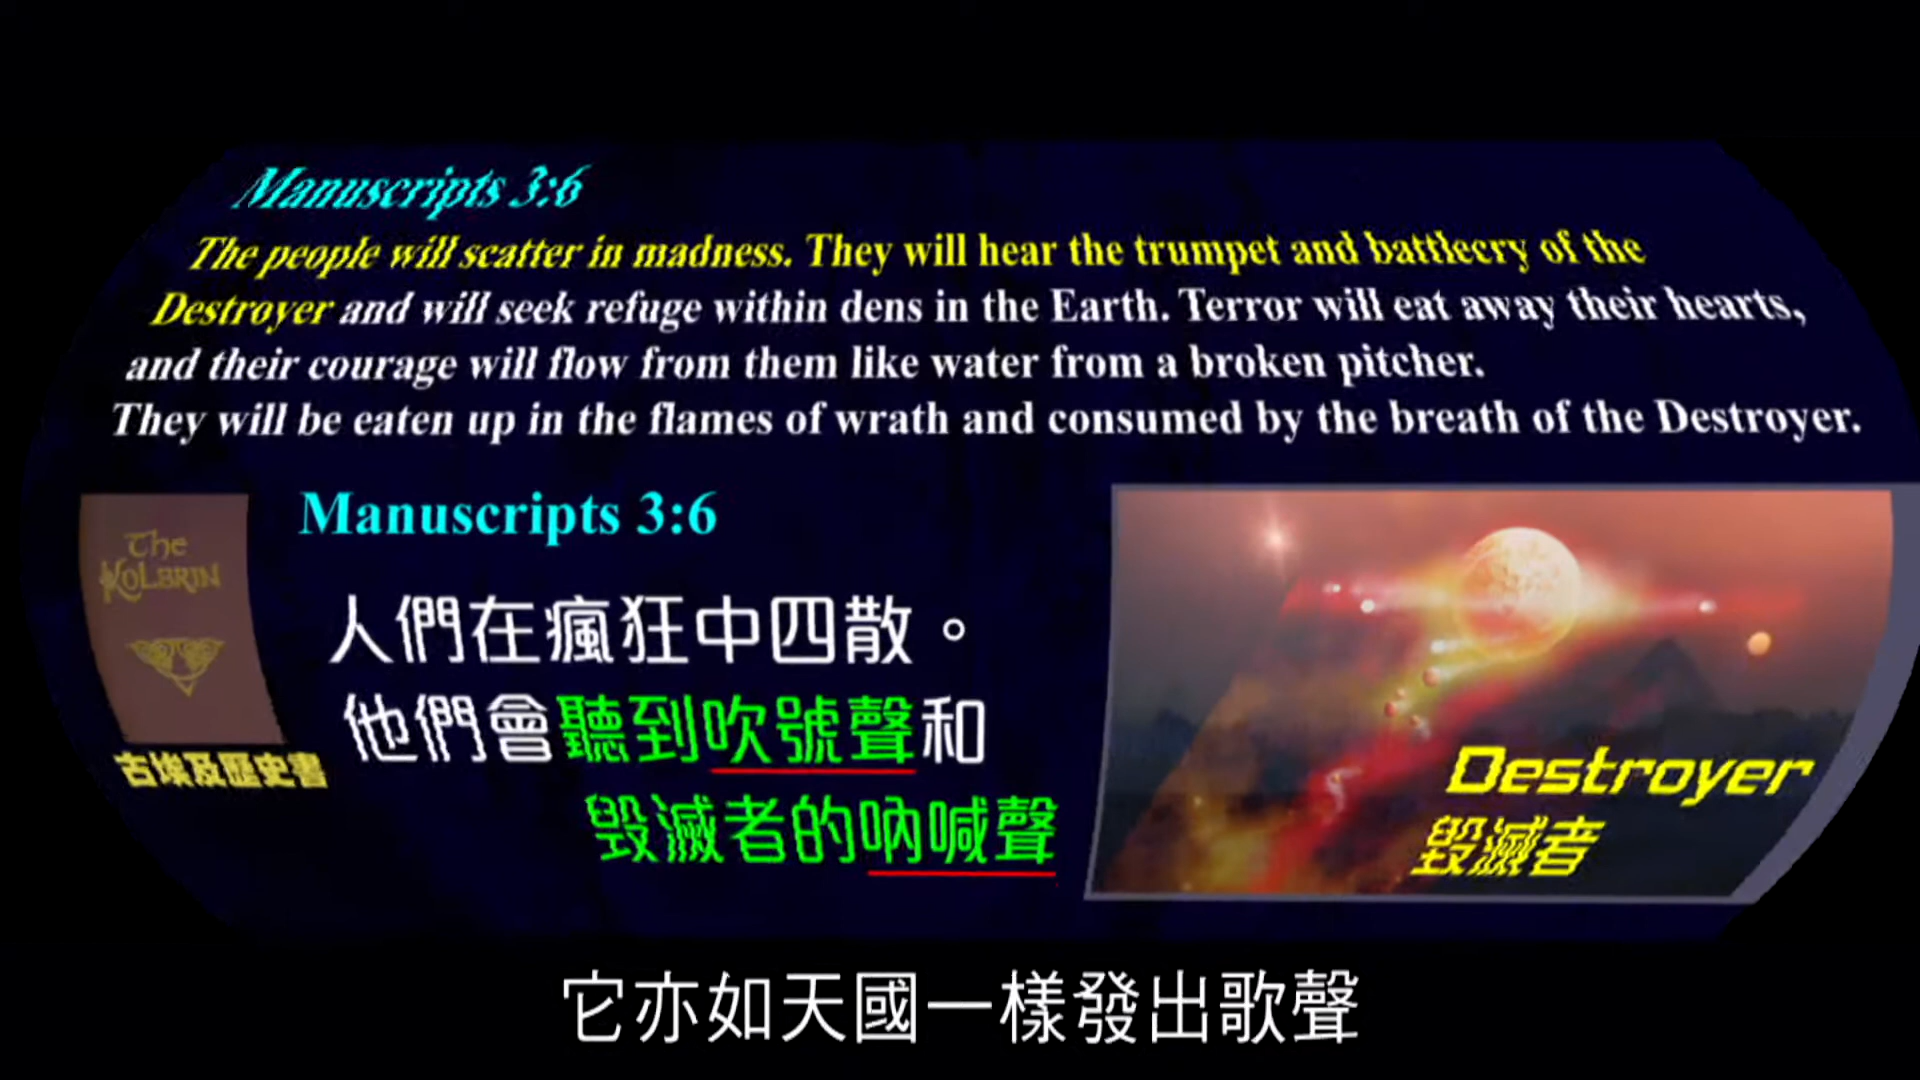 Manuscripts 3:6
The people will scatter in madness. They will hear the trumpet and battlecry of the
Destroyer and will seek refuge within dens in the Earth. Terror will eat away their hearts,
and their courage will flow from them like water from a broken pitcher.
They will be eaten up in the flames of wrath and consumed by the breath of the Destroyer.
The
KOLBRIN
古埃及歷史書
Manuscripts 3:6
人們在瘋狂中四散。
他們會聽到吹號聲和
毀滅者的吶喊聲
Destroyer
毀滅者
它亦如天國一樣發出歌聲